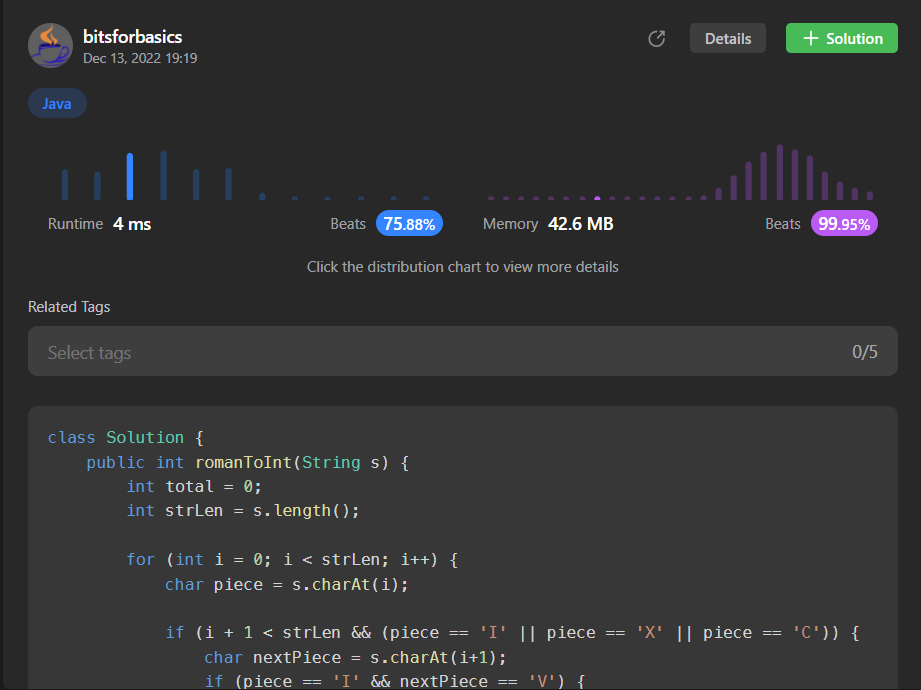 bitsforbasics
Dec 13, 2022 19:19
Details
+ Solution
Java
Runtime 4 ms Beats 75.88%
Memory 42.6 MB Beats 99.95%
Click the distribution chart to view more details
Related Tags
Select tags 0/5
class Solution {
    public int romanToInt(String s) {
        int total = 0;
        int strLen = s.length();

        for (int i = 0; i < strLen; i++) {
            char piece = s.charAt(i);

            if (i + 1 < strLen && (piece == 'I' || piece == 'X' || piece == 'C')) {
                char nextPiece = s.charAt(i+1);
                if (piece == 'I' && nextPiece == 'V') {